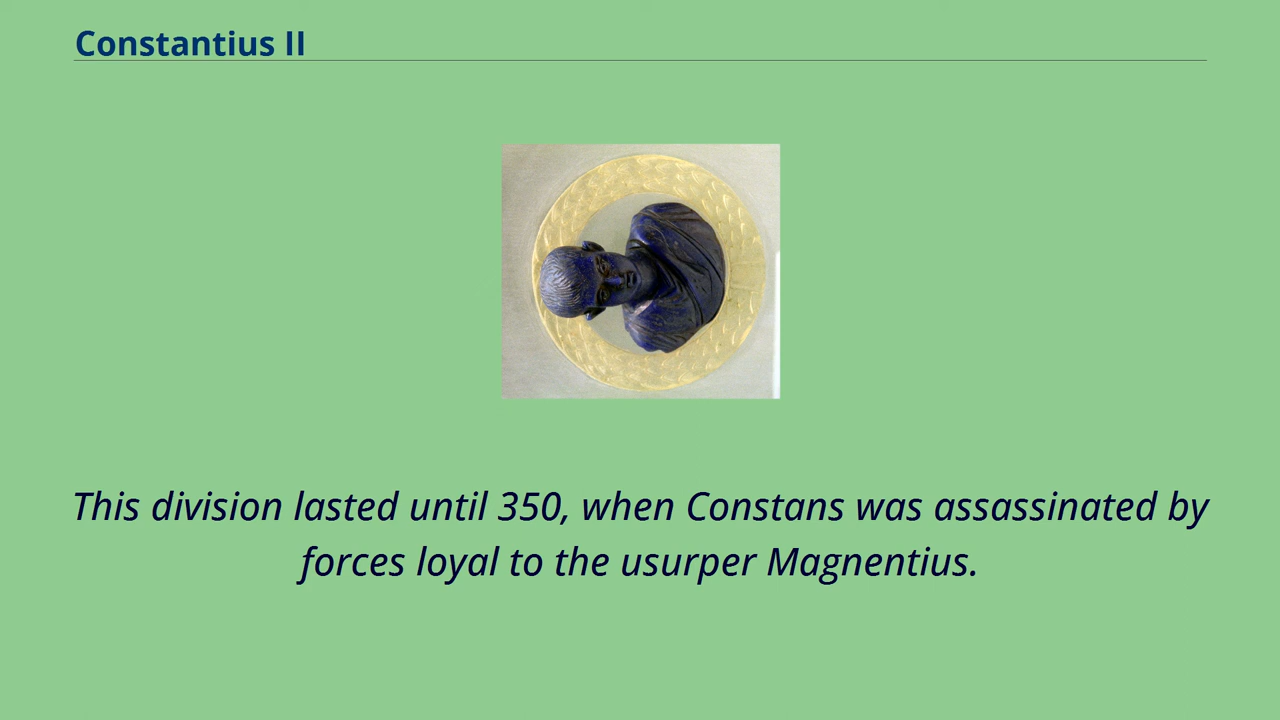 Constantius II
This division lasted until 350, when Constans was assassinated by
forces loyal to the usurper Magnentius.